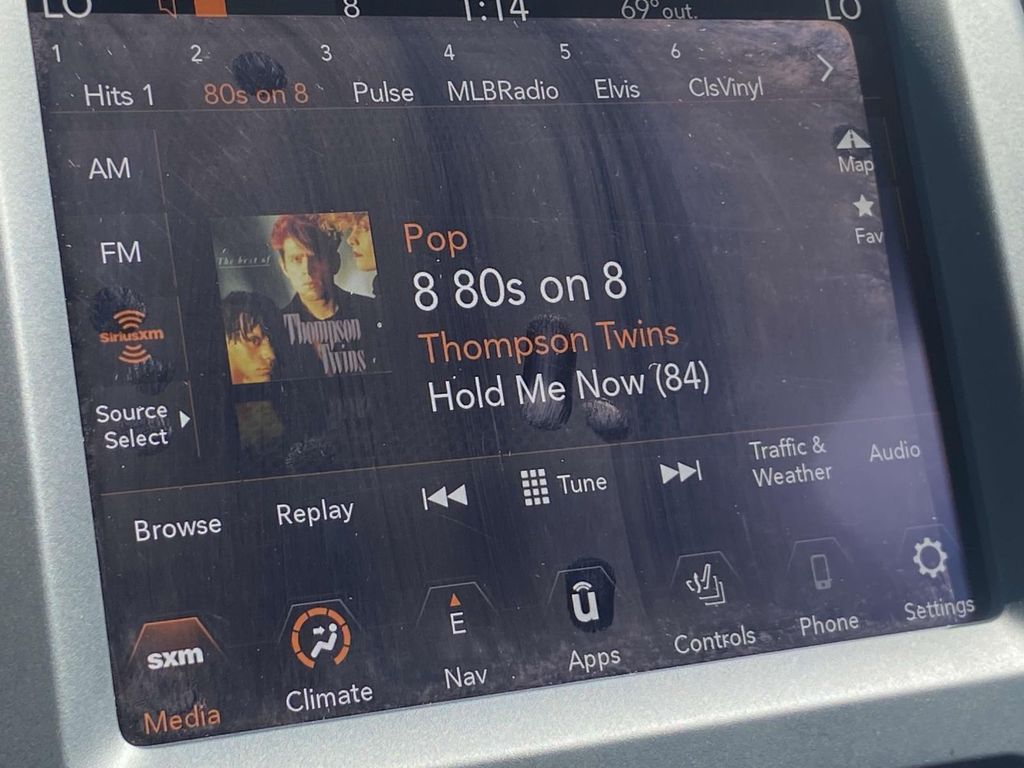 LO 8 1:14 69° out. LO
1 2 3 4 5 6
Hits 1 80s on 8 Pulse MLBRadio Elvis ClsVinyl
AM
Map
FM
Fav
SiriusXM
Source
Select
The best of
Thompson
Twins
Pop
8 80s on 8
Thompson Twins
Hold Me Now (84)
Browse Replay Tune
Traffic &
Weather
Audio
sxm
Media
Climate
E
Nav
ū
Apps
Controls
Phone
Settings